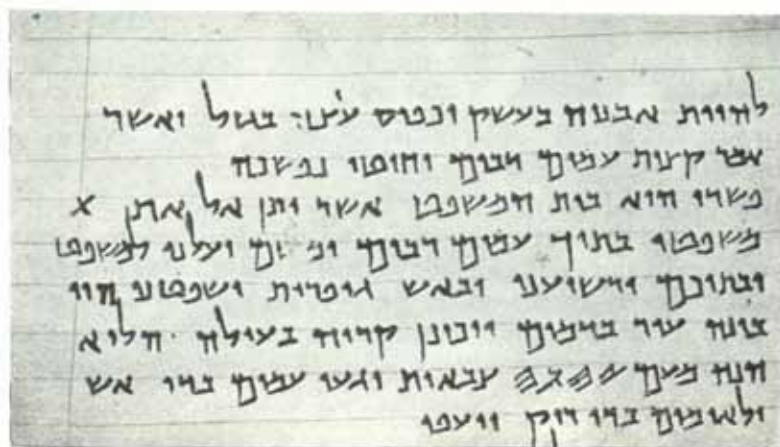 להיות אבניה בעשק וכפיס עיצה בגזל ואשר
אמר קצות עמים רבים וחוטי נפשכה
פשרו הוא בית המשפט אשר יתן אל את X
משפטו בתוך עמים רבים ומשם יעלנו למשפט
ובתוכם ירשיענו ובאש גופרית ישפטנו הוי
בונה עיר בדמים ויכונן קריה בעולה הלוא
הנה מעם 𐤉𐤄𐤅𐤄 צבאות יגעו עמים בדי אש
ולאומים בדי ריק ייעפו